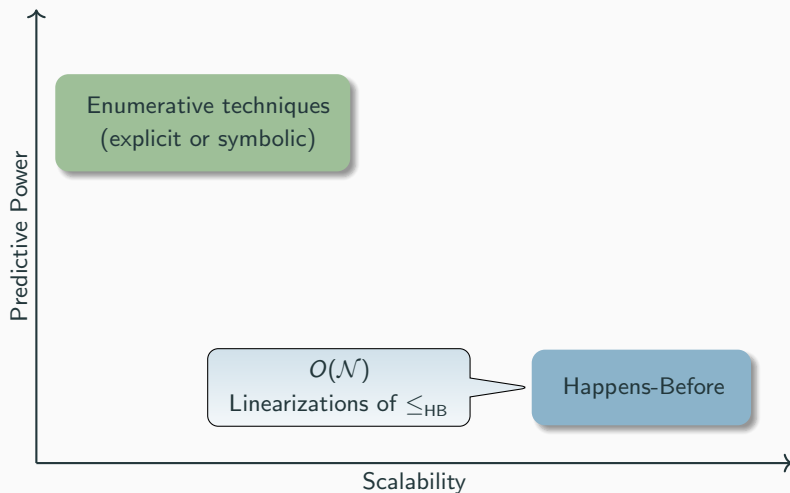 Predictive Power
Enumerative techniques
(explicit or symbolic)
O(𝒩)
Linearizations of ≤HB
Happens-Before
Scalability